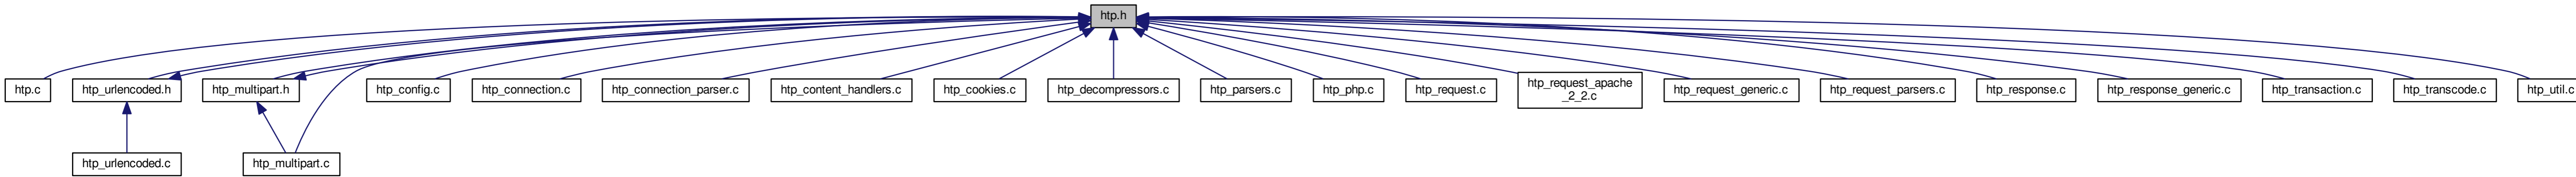 htp.h
htp.c
htp_urlencoded.h
htp_multipart.h
htp_config.c
htp_connection.c
htp_connection_parser.c
htp_content_handlers.c
htp_cookies.c
htp_decompressors.c
htp_parsers.c
htp_php.c
htp_request.c
htp_request_apache
_2_2.c
htp_request_generic.c
htp_request_parsers.c
htp_response.c
htp_response_generic.c
htp_transaction.c
htp_transcode.c
htp_util.c
htp_urlencoded.c
htp_multipart.c